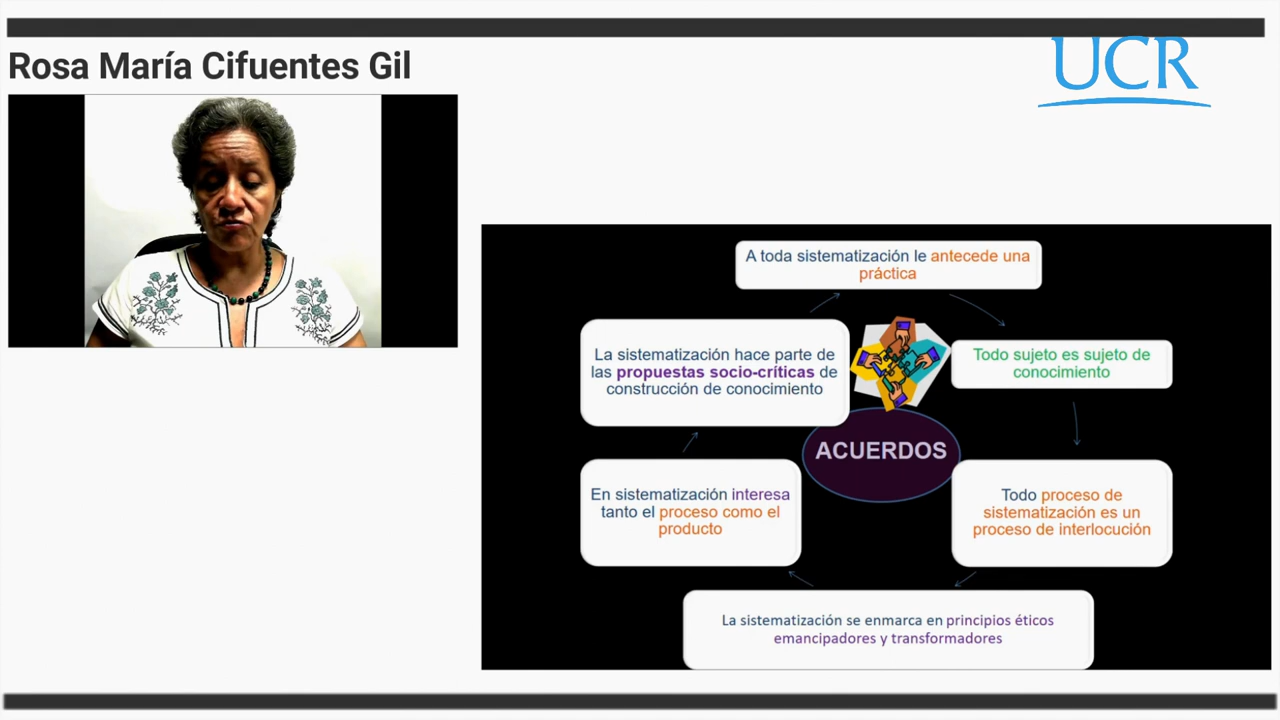 Rosa María Cifuentes Gil
UCR
A toda sistematización le antecede una
práctica
Todo sujeto es sujeto de
conocimiento
Todo proceso de
sistematización es un
proceso de interlocución
La sistematización se enmarca en principios éticos
emancipadores y transformadores
En sistematización interesa
tanto el proceso como el
producto
La sistematización hace parte de
las propuestas socio-críticas de
construcción de conocimiento
ACUERDOS